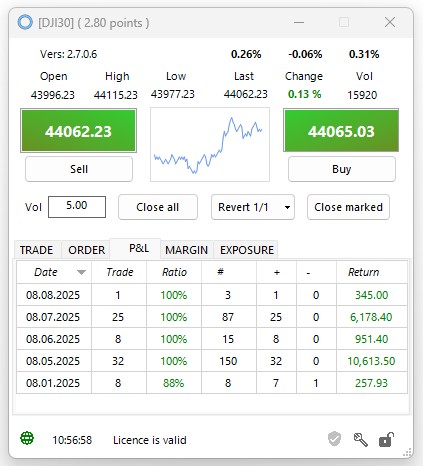 [DJI30] ( 2.80 points )
Vers: 2.7.0.6 0.26% -0.06% 0.31%
Open High Low Last Change Vol
43996.23 44115.23 43977.23 44062.23 0.13 % 15920
44062.23 44065.03
Sell Buy
Vol 5.00 Close all Revert 1/1 Close marked
TRADE ORDER P&L MARGIN EXPOSURE
Date Trade Ratio # + - Return
08.08.2025 1 100% 3 1 0 345.00
08.07.2025 25 100% 87 25 0 6,178.40
08.06.2025 8 100% 15 8 0 951.40
08.05.2025 32 100% 150 32 0 10,613.50
08.01.2025 8 88% 8 7 1 257.93
10:56:58 Licence is valid